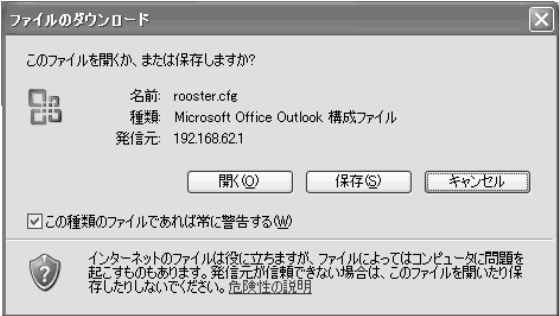 ファイルのダウンロード
このファイルを開くか、または保存しますか?
名前: rooster.cfg
種類: Microsoft Office Outlook 構成ファイル
発信元: 192.168.62.1
開く(O) 保存(S) キャンセル
この種類のファイルであれば常に警告する(W)
インターネットのファイルは役に立ちますが、ファイルによってはコンピュータに問題を
起こすものもあります。発信元が信頼できない場合は、このファイルを開いたり保
存したりしないでください。危険性の説明